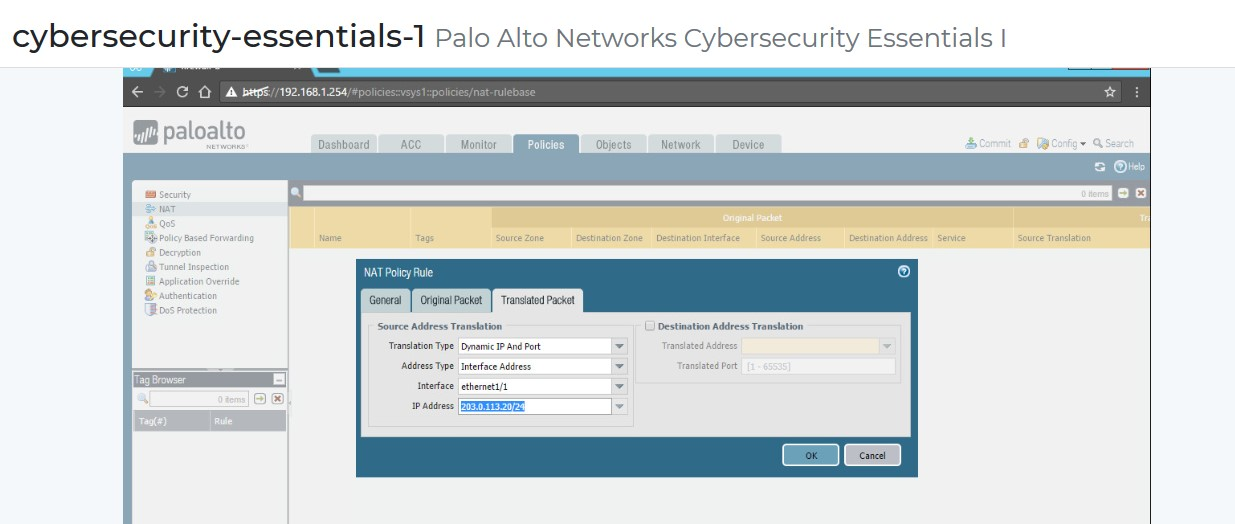 cybersecurity-essentials-1 Palo Alto Networks Cybersecurity Essentials I
https://192.168.1.254/#policies::vsys1::policies/nat-rulebase
paloalto
NETWORKS
Dashboard ACC Monitor Policies Objects Network Device
Commit Config Search
Help
Security
NAT
QoS
Policy Based Forwarding
Decryption
Tunnel Inspection
Application Override
Authentication
DoS Protection
0 items
Original Packet Tr
Name Tags Source Zone Destination Zone Destination Interface Source Address Destination Address Service Source Translation
NAT Policy Rule
General Original Packet Translated Packet
Source Address Translation
Translation Type Dynamic IP And Port
Address Type Interface Address
Interface ethernet1/1
IP Address 203.0.113.20/24
Destination Address Translation
Translated Address
Translated Port [1 - 65535]
OK Cancel
Tag Browser
0 items
Tag(#) Rule